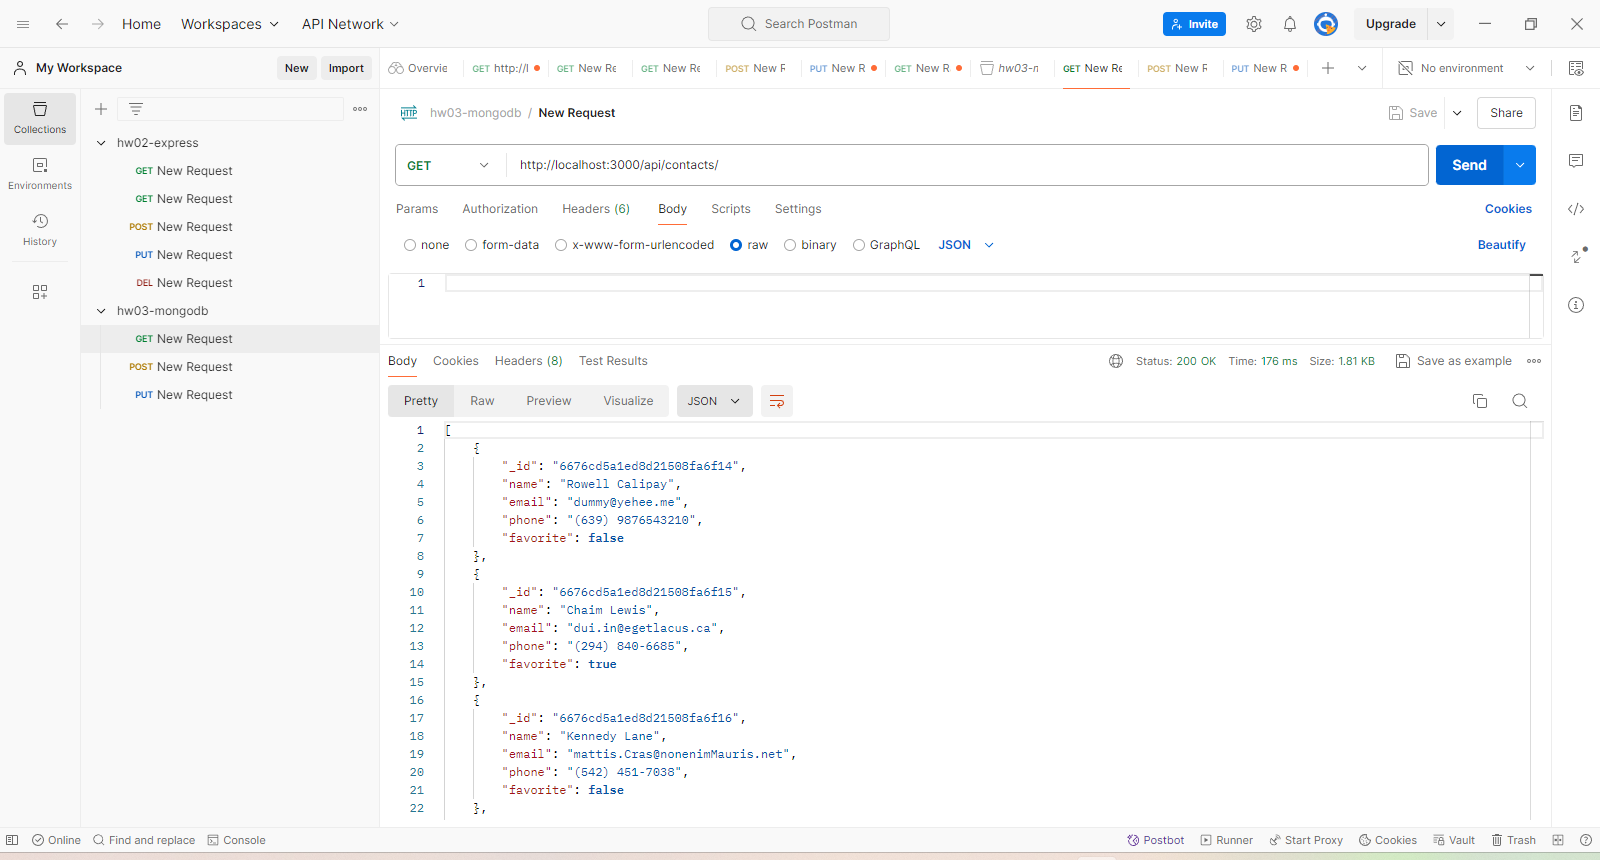 Home Workspaces API Network Search Postman Invite Upgrade
My Workspace New Import Overvie GET http://l GET New Re GET New Re POST New R PUT New R GET New R hw03-m GET New Re POST New R PUT New R No environment
Collections
Environments
History
hw02-express
GET New Request
GET New Request
POST New Request
PUT New Request
DEL New Request
hw03-mongodb
GET New Request
POST New Request
PUT New Request
HTTP hw03-mongodb / New Request Save Share
GET http://localhost:3000/api/contacts/ Send
Params Authorization Headers (6) Body Scripts Settings Cookies
none form-data x-www-form-urlencoded raw binary GraphQL JSON Beautify
1
Body Cookies Headers (8) Test Results Status: 200 OK Time: 176 ms Size: 1.81 KB Save as example
Pretty Raw Preview Visualize JSON
1 [
2 {
3 "_id": "6676cd5a1ed8d21508fa6f14",
4 "name": "Rowell Calipay",
5 "email": "dummy@yehee.me",
6 "phone": "(639) 9876543210",
7 "favorite": false
8 },
9 {
10 "_id": "6676cd5a1ed8d21508fa6f15",
11 "name": "Chaim Lewis",
12 "email": "dui.in@egetlacus.ca",
13 "phone": "(294) 840-6685",
14 "favorite": true
15 },
16 {
17 "_id": "6676cd5a1ed8d21508fa6f16",
18 "name": "Kennedy Lane",
19 "email": "mattis.Cras@nonenimMauris.net",
20 "phone": "(542) 451-7038",
21 "favorite": false
22 },
Online Find and replace Console Postbot Runner Start Proxy Cookies Vault Trash